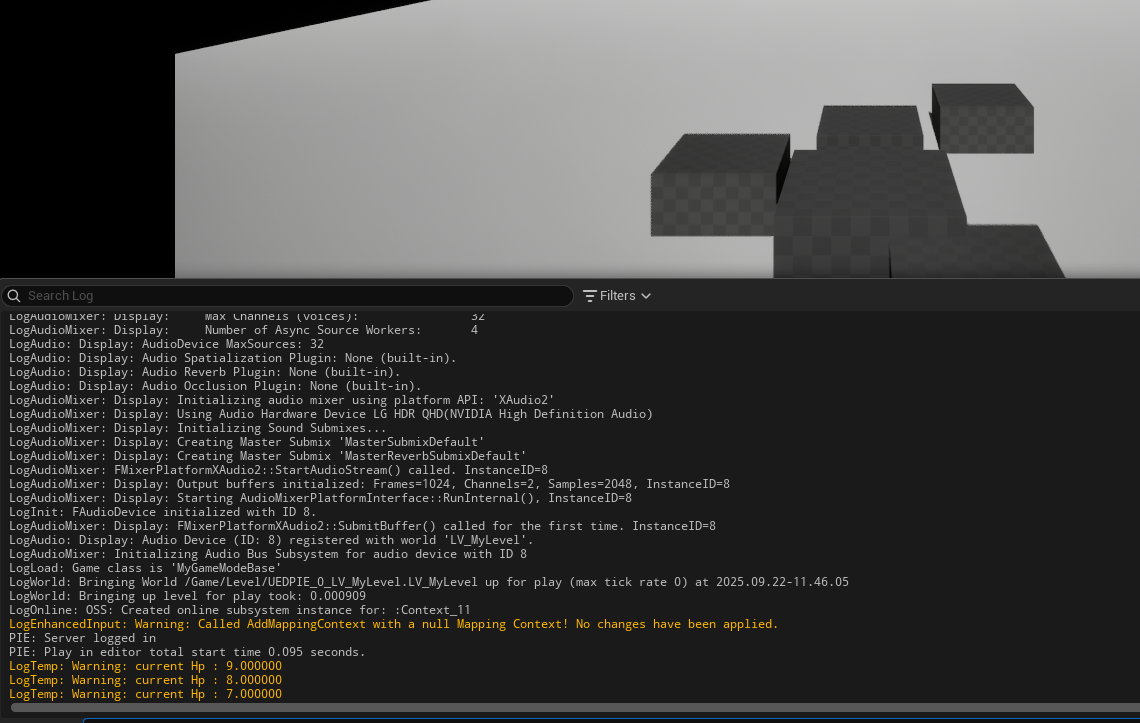 Search Log
Filters
LogAudioMixer: Display:     Max Channels (voices):                32
LogAudioMixer: Display:     Number of Async Source Workers:       4
LogAudio: Display: AudioDevice MaxSources: 32
LogAudio: Display: Audio Spatialization Plugin: None (built-in).
LogAudio: Display: Audio Reverb Plugin: None (built-in).
LogAudio: Display: Audio Occlusion Plugin: None (built-in).
LogAudioMixer: Display: Initializing audio mixer using platform API: 'XAudio2'
LogAudioMixer: Display: Using Audio Hardware Device LG HDR QHD(NVIDIA High Definition Audio)
LogAudioMixer: Display: Initializing Sound Submixes...
LogAudioMixer: Display: Creating Master Submix 'MasterSubmixDefault'
LogAudioMixer: Display: Creating Master Submix 'MasterReverbSubmixDefault'
LogAudioMixer: FMixerPlatformXAudio2::StartAudioStream() called. InstanceID=8
LogAudioMixer: Display: Output buffers initialized: Frames=1024, Channels=2, Samples=2048, InstanceID=8
LogAudioMixer: Display: Starting AudioMixerPlatformInterface::RunInternal(), InstanceID=8
LogInit: FAudioDevice initialized with ID 8.
LogAudioMixer: Display: FMixerPlatformXAudio2::SubmitBuffer() called for the first time. InstanceID=8
LogAudio: Display: Audio Device (ID: 8) registered with world 'LV_MyLevel'.
LogAudioMixer: Initializing Audio Bus Subsystem for audio device with ID 8
LogLoad: Game class is 'MyGameModeBase'
LogWorld: Bringing World /Game/Level/UEDPIE_0_LV_MyLevel.LV_MyLevel up for play (max tick rate 0) at 2025.09.22-11.46.05
LogWorld: Bringing up level for play took: 0.000909
LogOnline: OSS: Created online subsystem instance for: :Context_11
LogEnhancedInput: Warning: Called AddMappingContext with a null Mapping Context! No changes have been applied.
PIE: Server logged in
PIE: Play in editor total start time 0.095 seconds.
LogTemp: Warning: current Hp : 9.000000
LogTemp: Warning: current Hp : 8.000000
LogTemp: Warning: current Hp : 7.000000